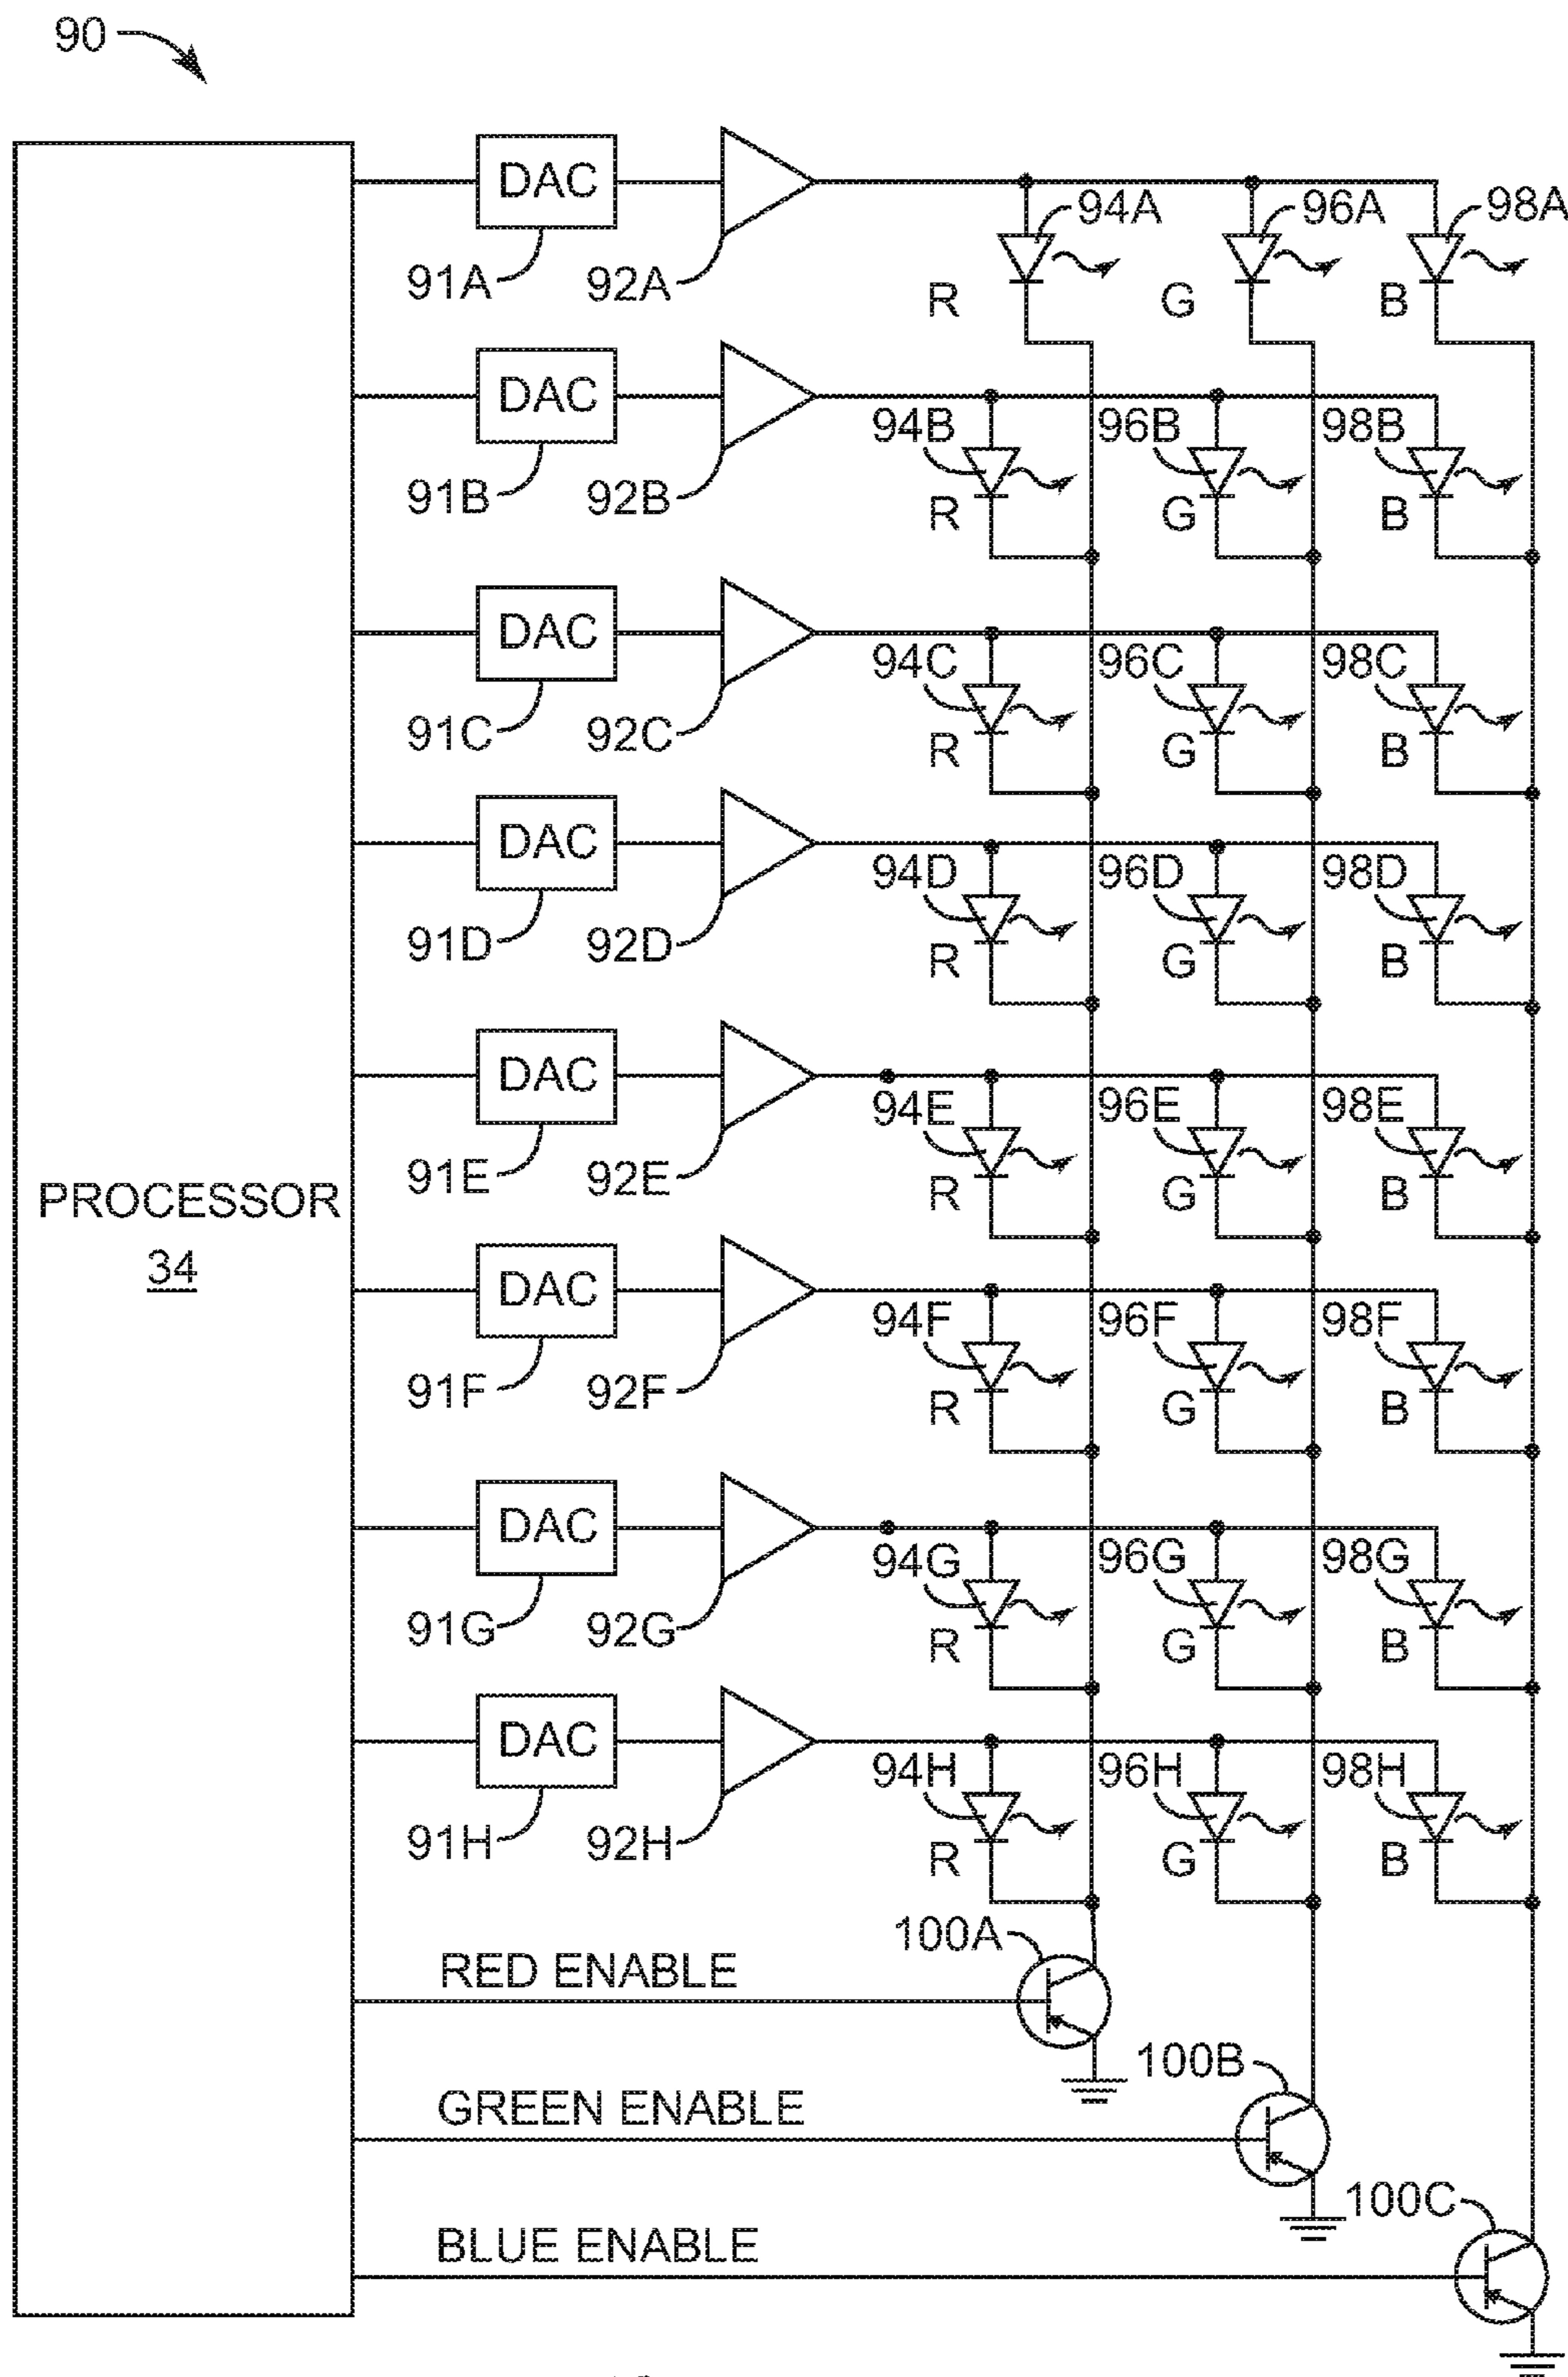 90
DAC
94A 96A 98A
91A 92A R G B
DAC
94B 96B 98B
91B 92B R G B
DAC
94C 96C 98C
91C 92C R G B
DAC
94D 96D 98D
91D 92D R G B
DAC
94E 96E 98E
91E 92E R G B
PROCESSOR
34
DAC
94F 96F 98F
91F 92F R G B
DAC
94G 96G 98G
91G 92G R G B
DAC
94H 96H 98H
91H 92H R G B
100A
RED ENABLE
100B
GREEN ENABLE
100C
BLUE ENABLE